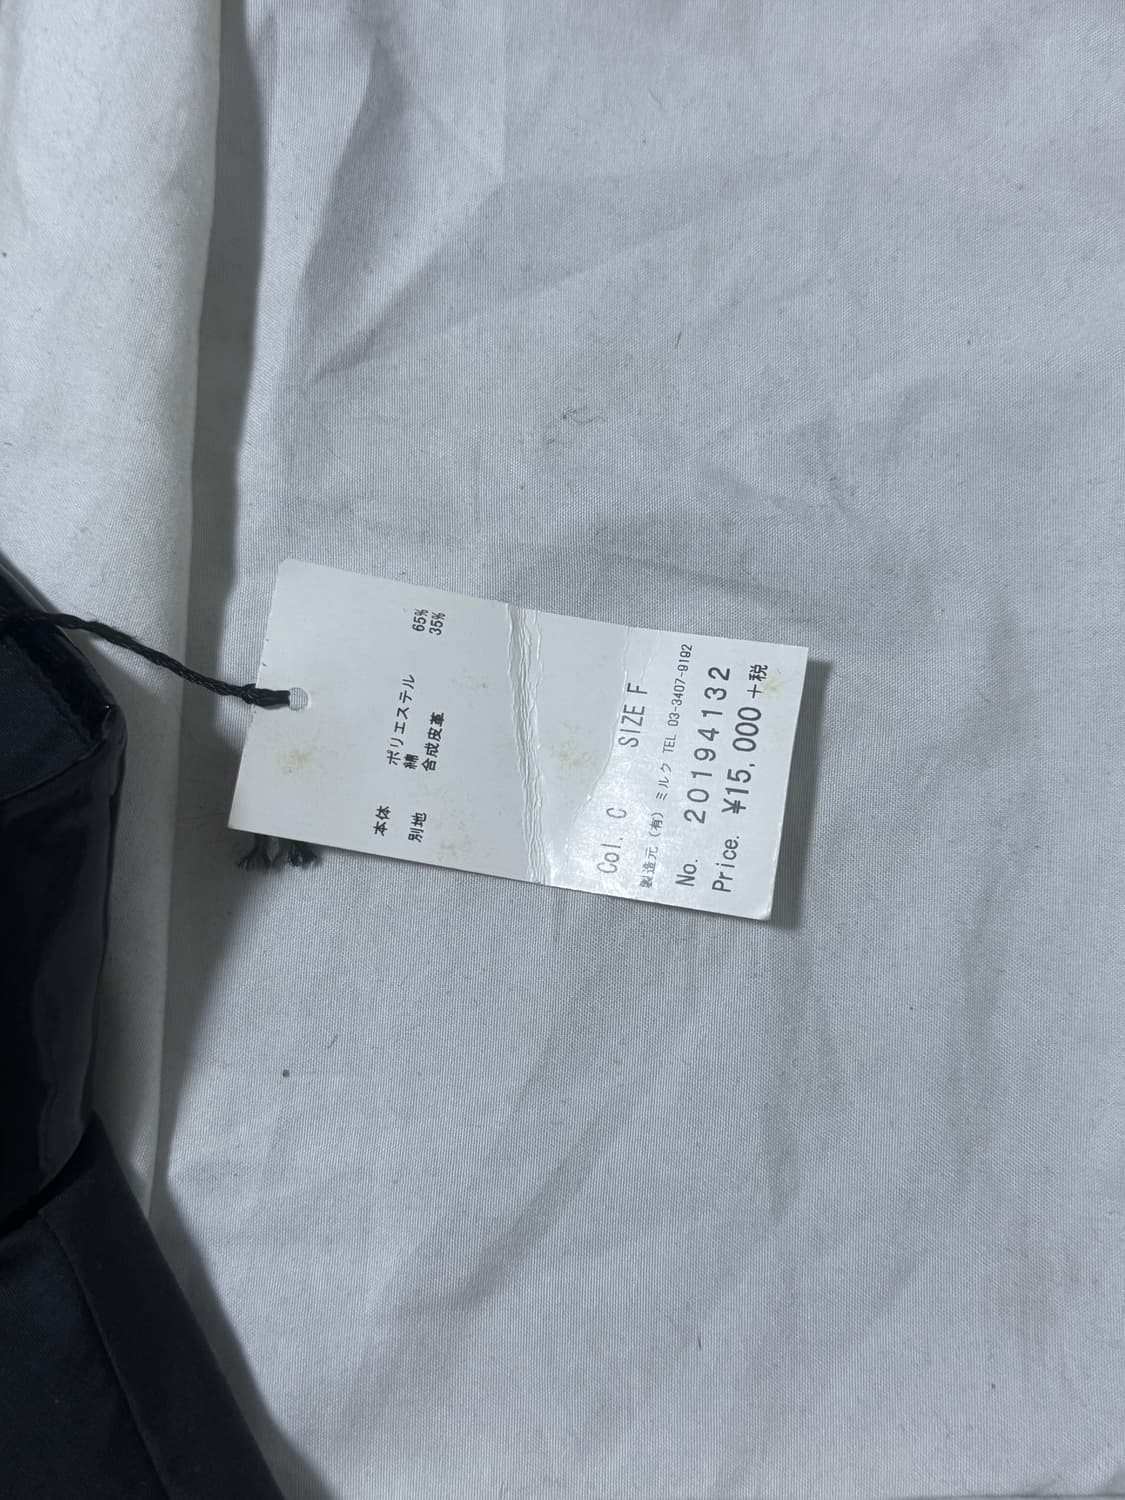 本体 ポリエステル 65%
綿 35%
別地 合成皮革
Col. C SIZE F
製造元 (有) ミルク TEL 03-3407-9192
No. 20194132
Price. ¥15,000 +税